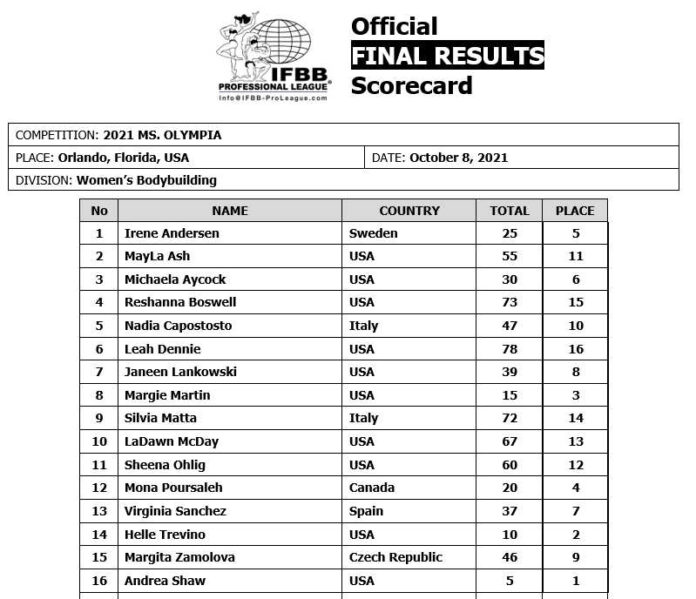 Official
FINAL RESULTS
Scorecard
IFBB
PROFESSIONAL LEAGUE®
Info@IFBB-ProLeague.com
COMPETITION: 2021 MS. OLYMPIA
PLACE: Orlando, Florida, USA DATE: October 8, 2021
DIVISION: Women's Bodybuilding
No NAME COUNTRY TOTAL PLACE
1 Irene Andersen Sweden 25 5
2 MayLa Ash USA 55 11
3 Michaela Aycock USA 30 6
4 Reshanna Boswell USA 73 15
5 Nadia Capostosto Italy 47 10
6 Leah Dennie USA 78 16
7 Janeen Lankowski USA 39 8
8 Margie Martin USA 15 3
9 Silvia Matta Italy 72 14
10 LaDawn McDay USA 67 13
11 Sheena Ohlig USA 60 12
12 Mona Poursaleh Canada 20 4
13 Virginia Sanchez Spain 37 7
14 Helle Trevino USA 10 2
15 Margita Zamolova Czech Republic 46 9
16 Andrea Shaw USA 5 1